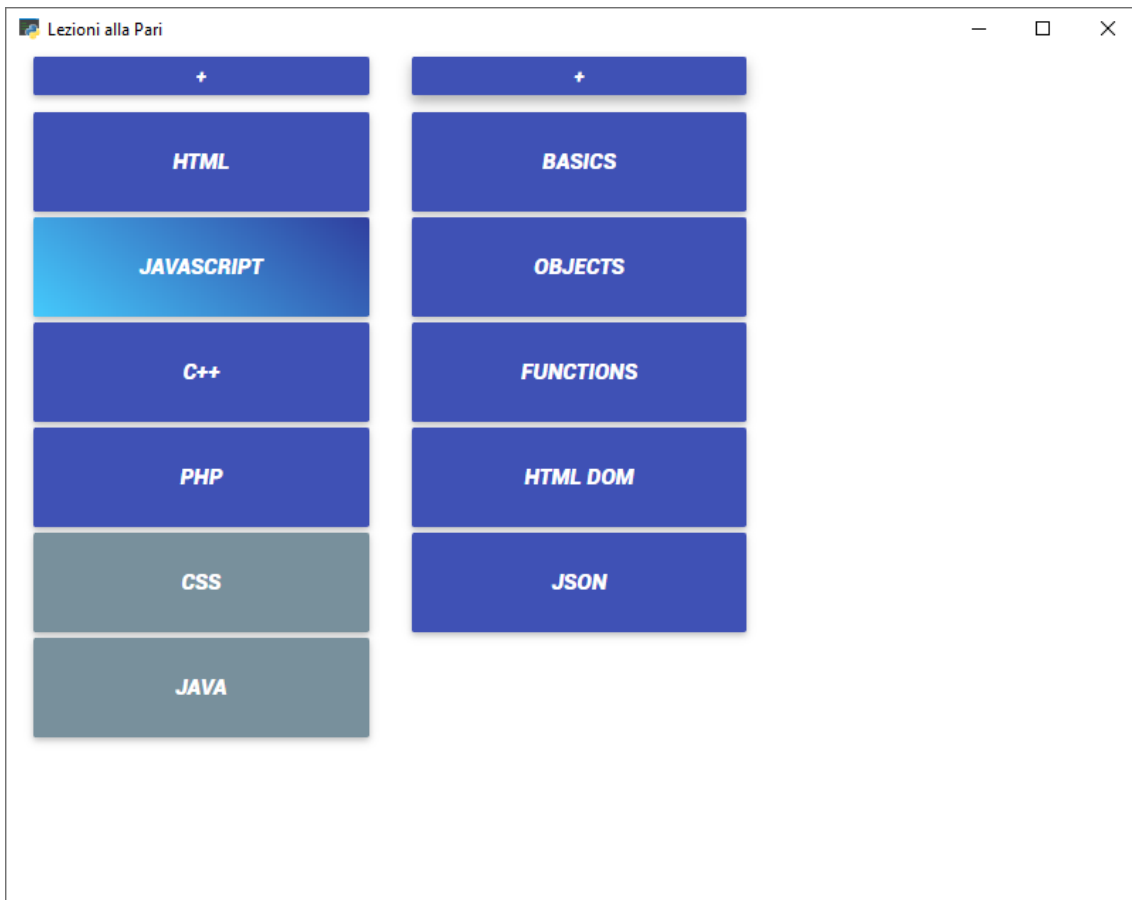 Lezioni alla Pari
+
HTML
JAVASCRIPT
C++
PHP
CSS
JAVA
+
BASICS
OBJECTS
FUNCTIONS
HTML DOM
JSON